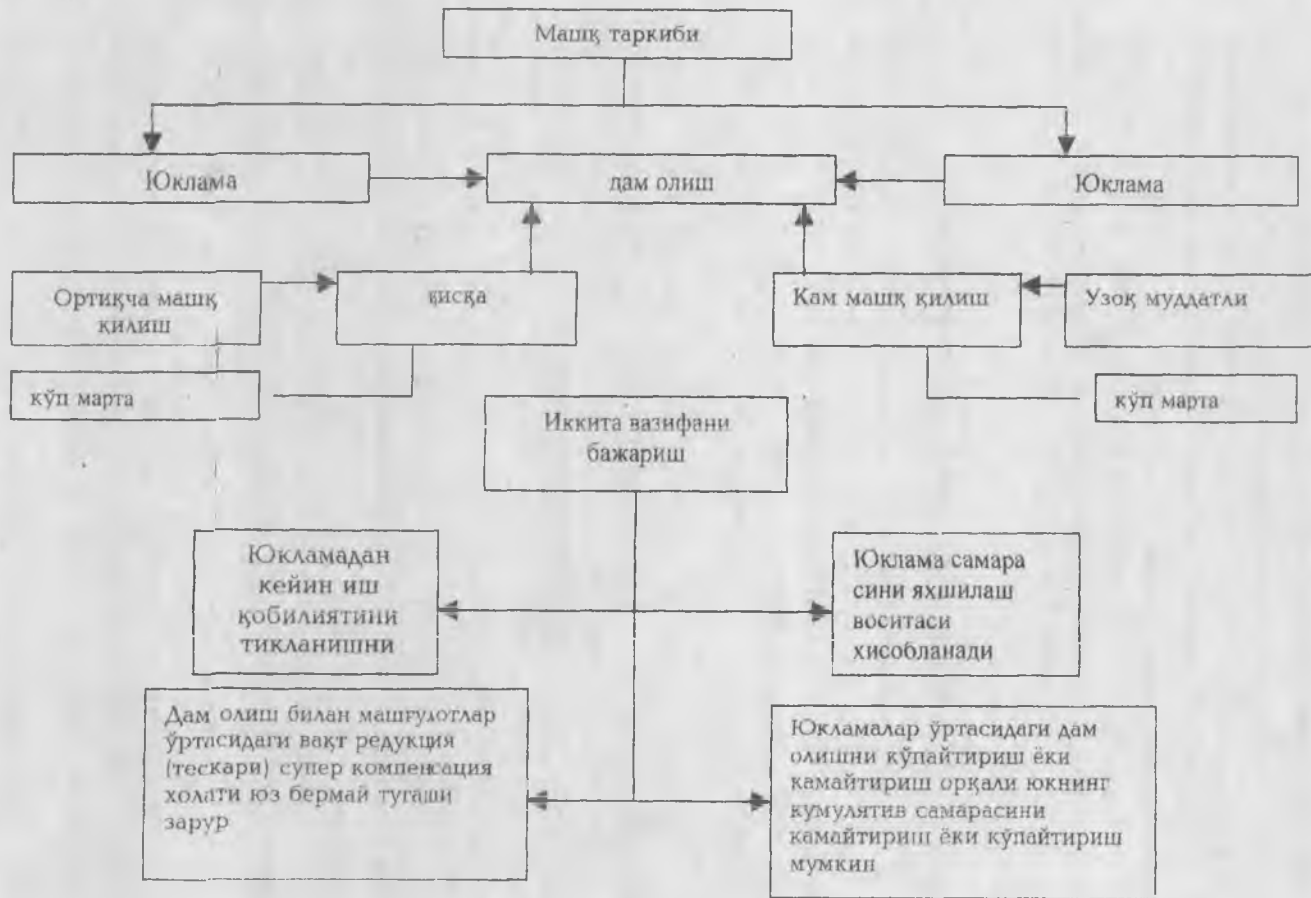 Машқ таркиби
Юклама
дам олиш
Юклама
Ортиқча машқ
қилиш
қисқа
Кам машқ қилиш
Узоқ муддатли
кўп марта
кўп марта
Иккита вазифани
бажариш
Юкламадан
кейин иш
қобилиятини
тикланишни
Юклама самара
сини яхшилаш
воситаси
хисобланади
Дам олиш билан машғулотлар
ўртасидаги вақт редукция
(тескари) супер компенсация
холати юз бермай тугаши
зарур
Юкламалар ўртасидаги дам
олишни кўпайтириш ёки
камайтириш орқали юкнинг
кумулятив самарасини
камайтириш ёки кўпайтириш
мумкин